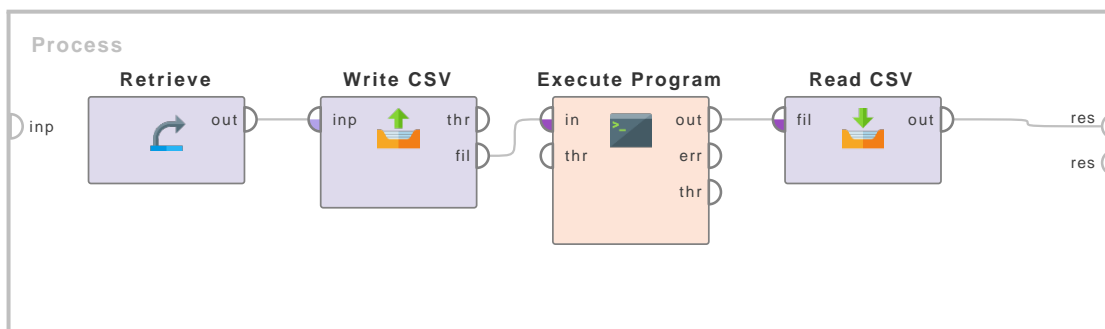 Process
Retrieve Write CSV Execute Program Read CSV
inp out inp thr in out fil out res
fil thr err res
thr